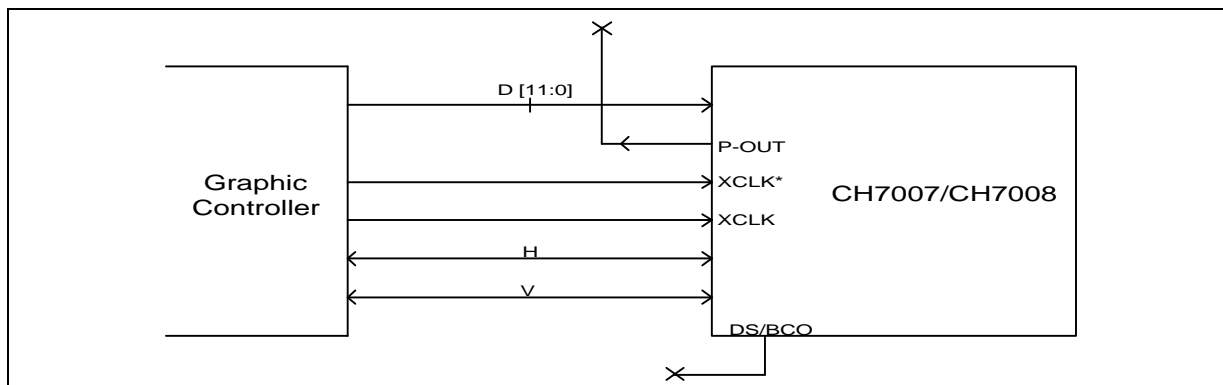 D [11:0]
P-OUT
Graphic
Controller
XCLK*
CH7007/CH7008
XCLK
H
V
DS/BCO